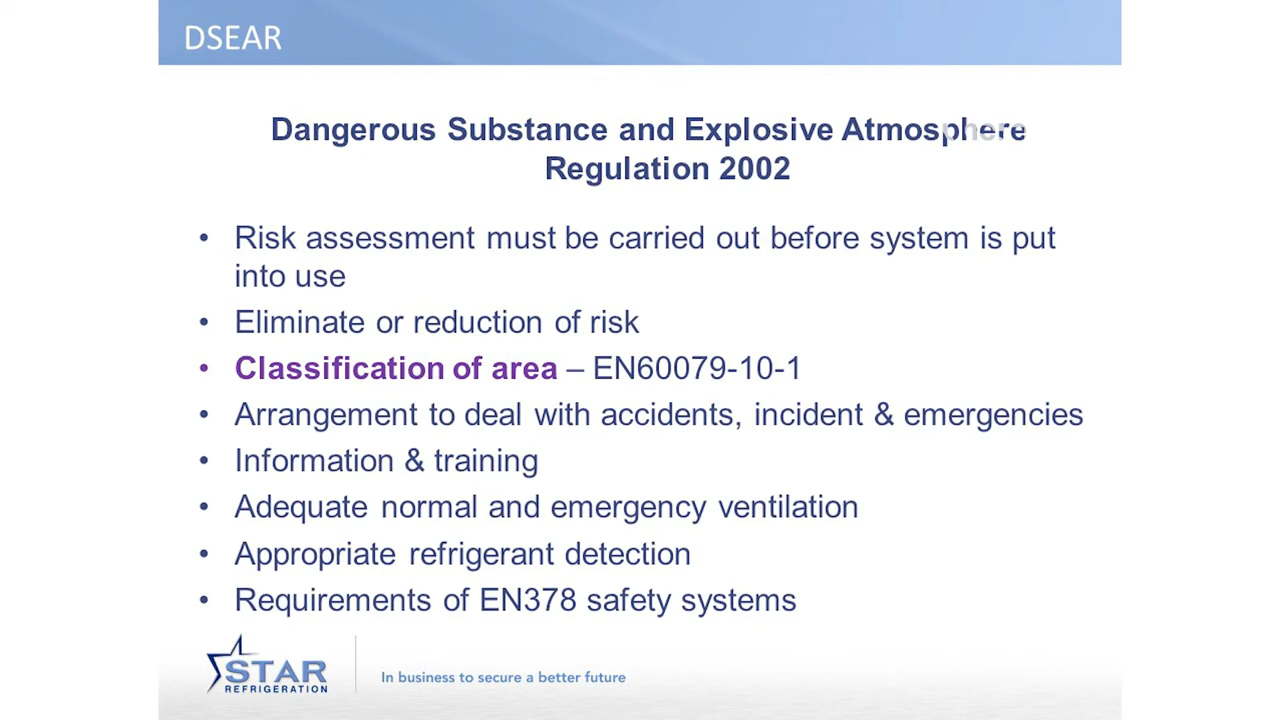 DSEAR
Dangerous Substance and Explosive Atmosphere
Regulation 2002
• Risk assessment must be carried out before system is put
into use
• Eliminate or reduction of risk
• Classification of area – EN60079-10-1
• Arrangement to deal with accidents, incident & emergencies
• Information & training
• Adequate normal and emergency ventilation
• Appropriate refrigerant detection
• Requirements of EN378 safety systems
STAR
REFRIGERATION
In business to secure a better future